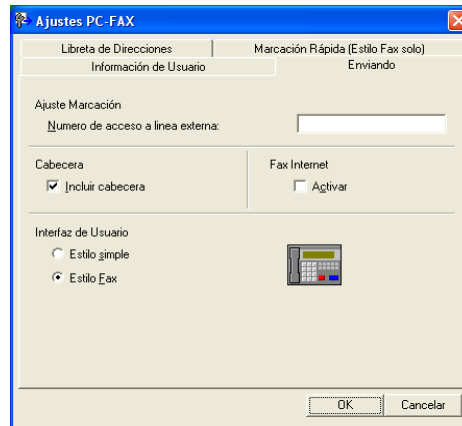 Ajustes PC-FAX
Libreta de Direcciones
Marcación Rápida (Estilo Fax solo)
Información de Usuario
Enviando
Ajuste Marcación
Numero de acceso a linea externa:
Cabecera
Fax Internet
Incluir cabecera
Activar
Interfaz de Usuario
Estilo simple
Estilo Fax
OK
Cancelar